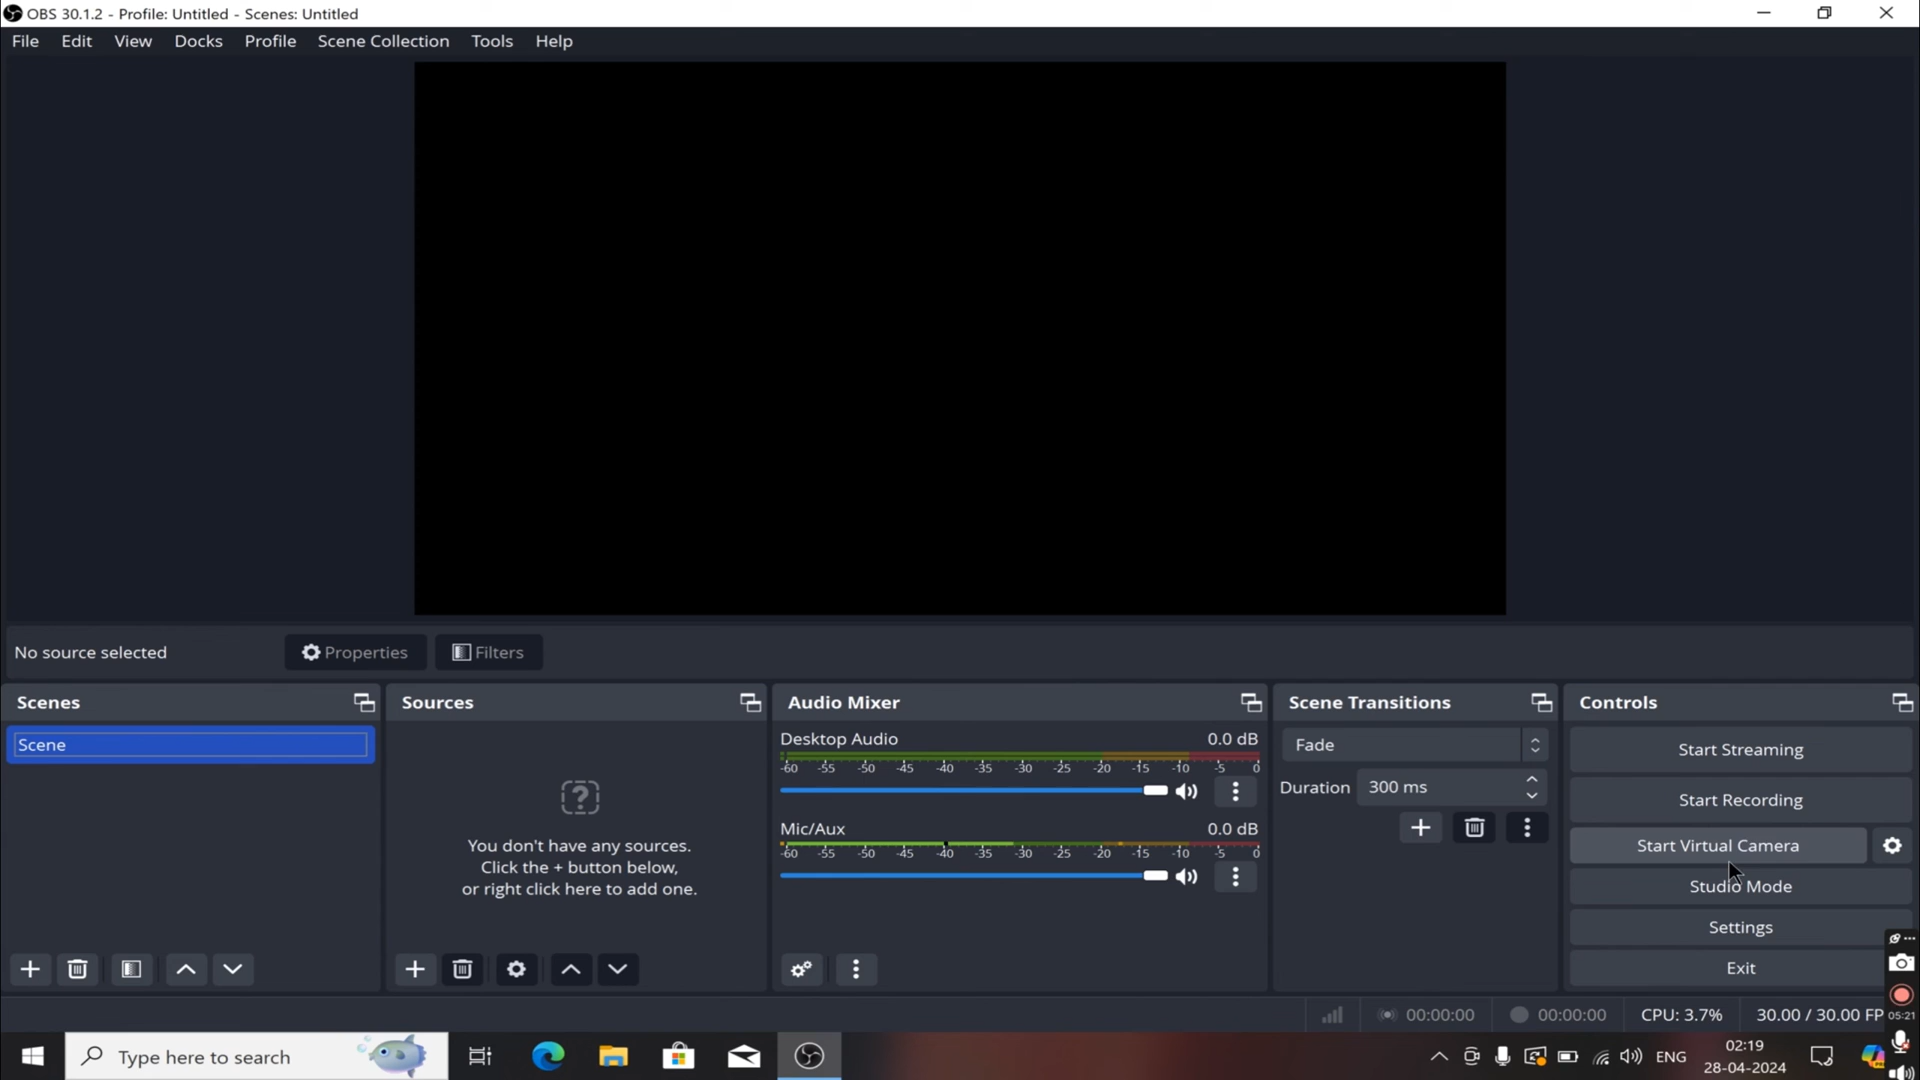 OBS 30.1.2 - Profile: Untitled - Scenes: Untitled
File Edit View Docks Profile Scene Collection Tools Help
No source selected Properties Filters
Scenes
Scene
Sources
You don't have any sources.
Click the + button below,
or right click here to add one.
Audio Mixer
Desktop Audio 0.0 dB
-60 -55 -50 -45 -40 -35 -30 -25 -20 -15 -10 -5 0
Mic/Aux 0.0 dB
-60 -55 -50 -45 -40 -35 -30 -25 -20 -15 -10 -5 0
Scene Transitions
Fade
Duration 300 ms
Controls
Start Streaming
Start Recording
Start Virtual Camera
Studio Mode
Settings
Exit
05:21
00:00:00 00:00:00 CPU: 3.7% 30.00 / 30.00 FP
Type here to search
ENG
02:19
28-04-2024